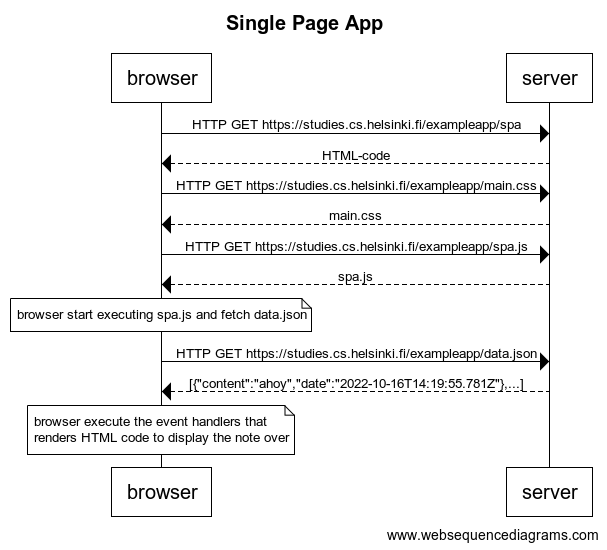 Single Page App
browser
server
HTTP GET https://studies.cs.helsinki.fi/exampleapp/spa
HTML-code
HTTP GET https://studies.cs.helsinki.fi/exampleapp/main.css
main.css
HTTP GET https://studies.cs.helsinki.fi/exampleapp/spa.js
spa.js
browser start executing spa.js and fetch data.json
HTTP GET https://studies.cs.helsinki.fi/exampleapp/data.json
[{"content":"ahoy","date":"2022-10-16T14:19:55.781Z"},...]
browser execute the event handlers that
renders HTML code to display the note over
browser
server
www.websequencediagrams.com